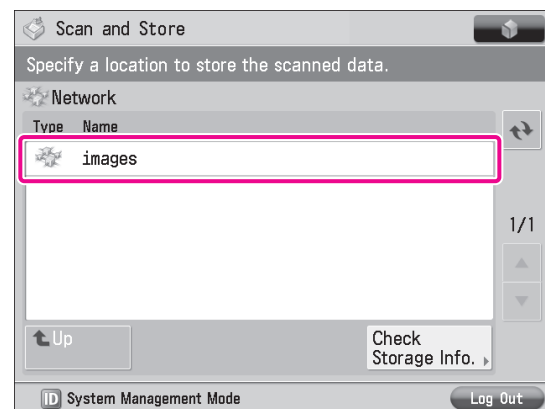 Scan and Store
Specify a location to store the scanned data.
Network
Type Name
images
1/1
Up
Check
Storage Info.
ID System Management Mode
Log Out